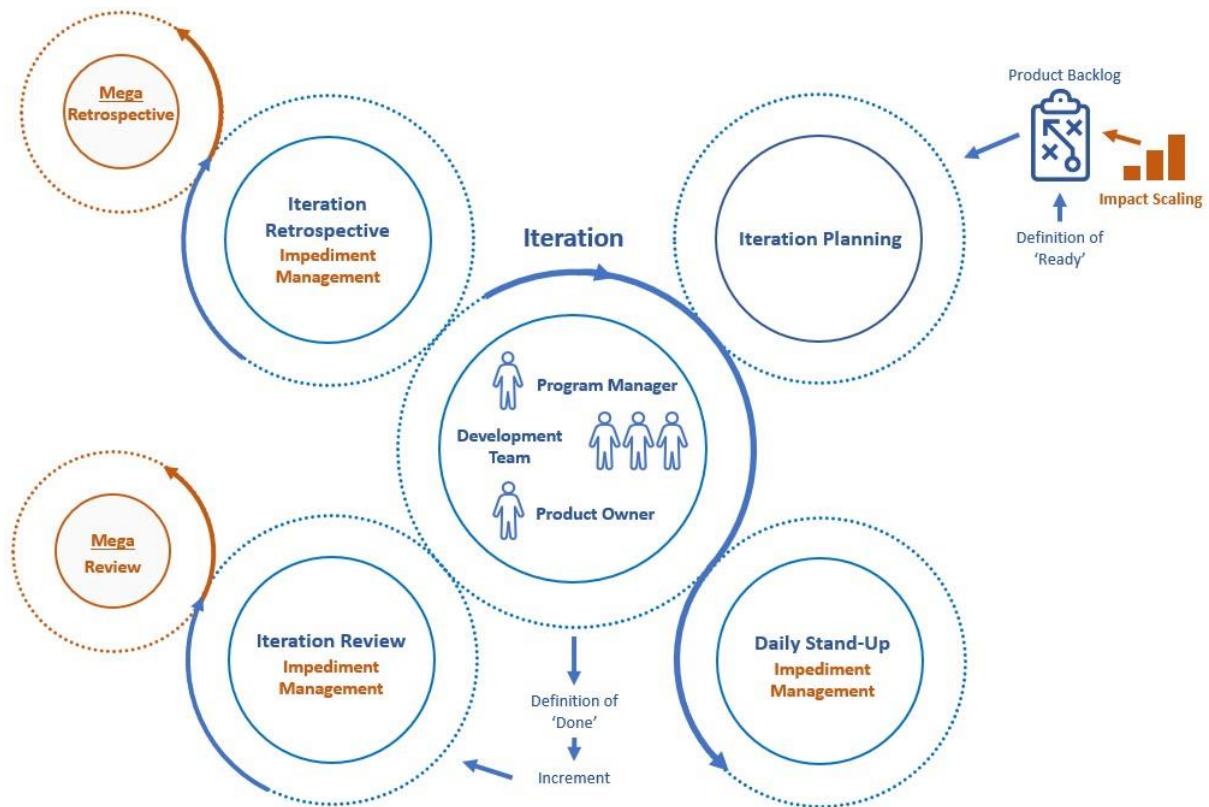 Mega
Retrospective
Iteration
Retrospective
Impediment
Management
Iteration
Iteration Planning
Product Backlog
Impact Scaling
Definition of
‘Ready’
Program Manager
Development
Team
Product Owner
Mega
Review
Iteration Review
Impediment
Management
Definition of
‘Done’
Increment
Daily Stand-Up
Impediment
Management